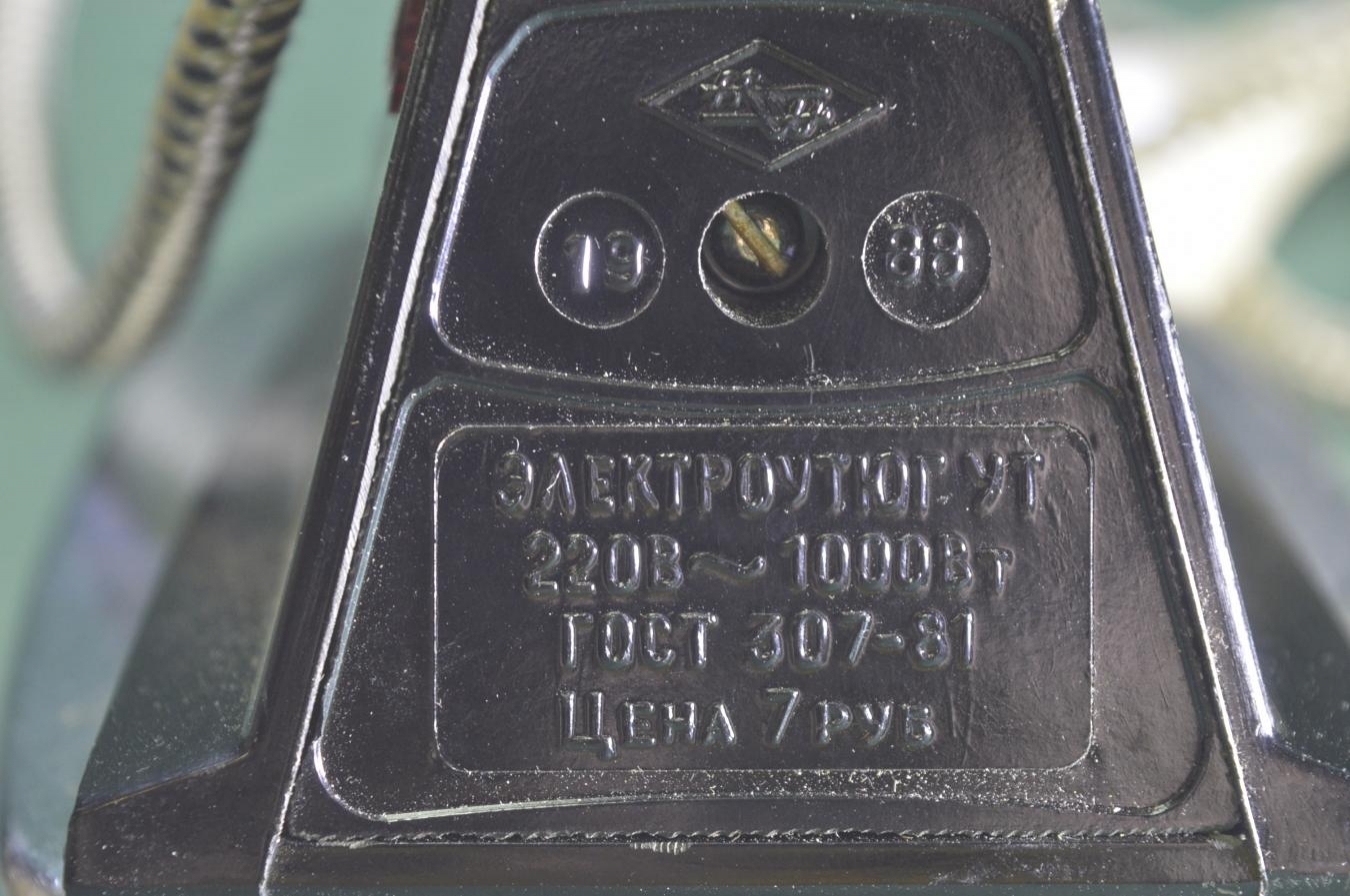 19 88
ЭЛЕКТРОУТЮГ УТ
220В~1000Вт
ГОСТ 307-81
ЦЕНА 7 РУБ